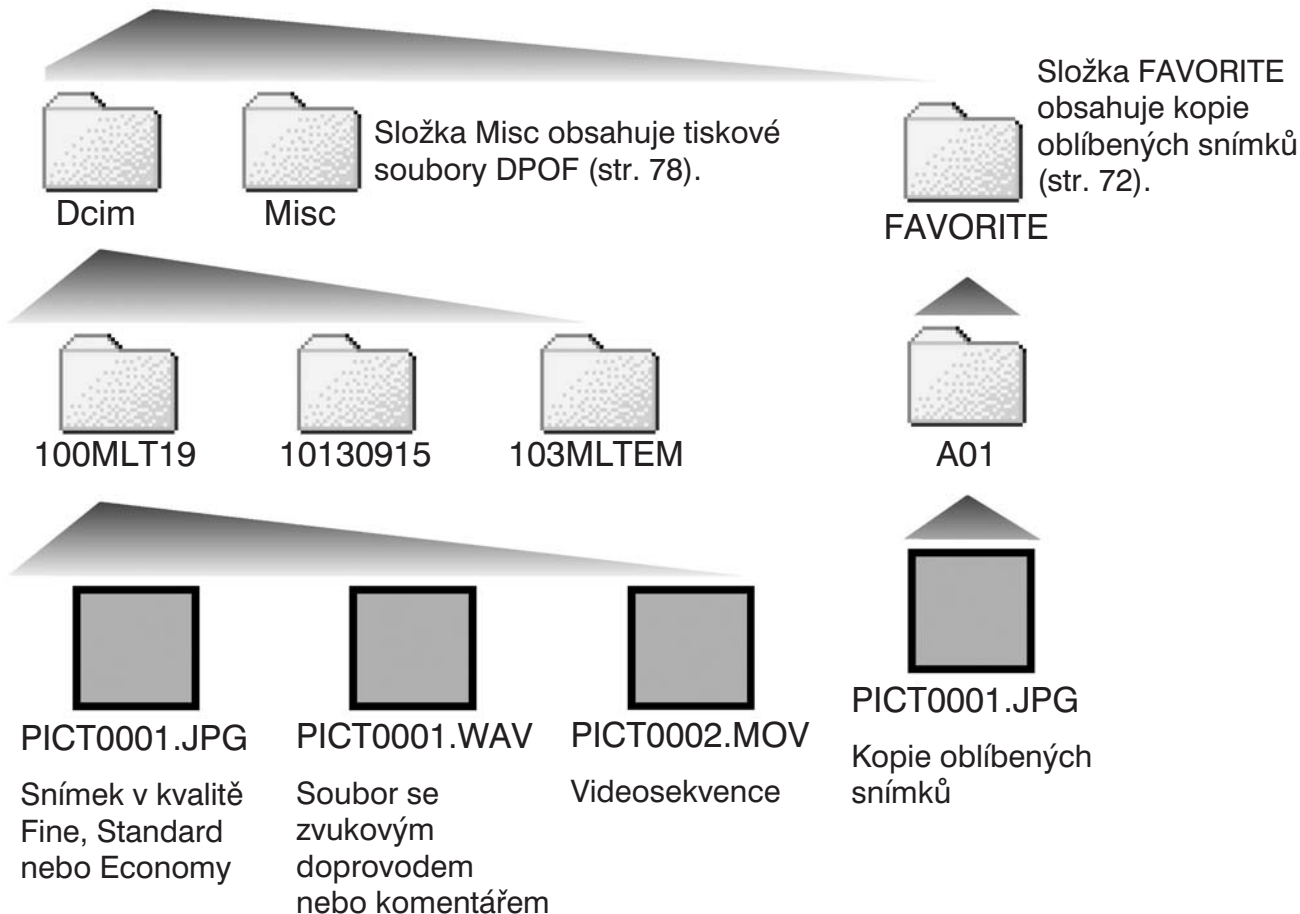 Složka FAVORITE
obsahuje kopie
oblíbených snímků
(str. 72).
Složka Misc obsahuje tiskové
soubory DPOF (str. 78).
Dcim
Misc
FAVORITE
100MLT19
10130915
103MLTEM
A01
PICT0001.JPG
Snímek v kvalitě
Fine, Standard
nebo Economy
PICT0001.WAV
Soubor se
zvukovým
doprovodem
nebo komentářem
PICT0002.MOV
Videosekvence
PICT0001.JPG
Kopie oblíbených
snímků